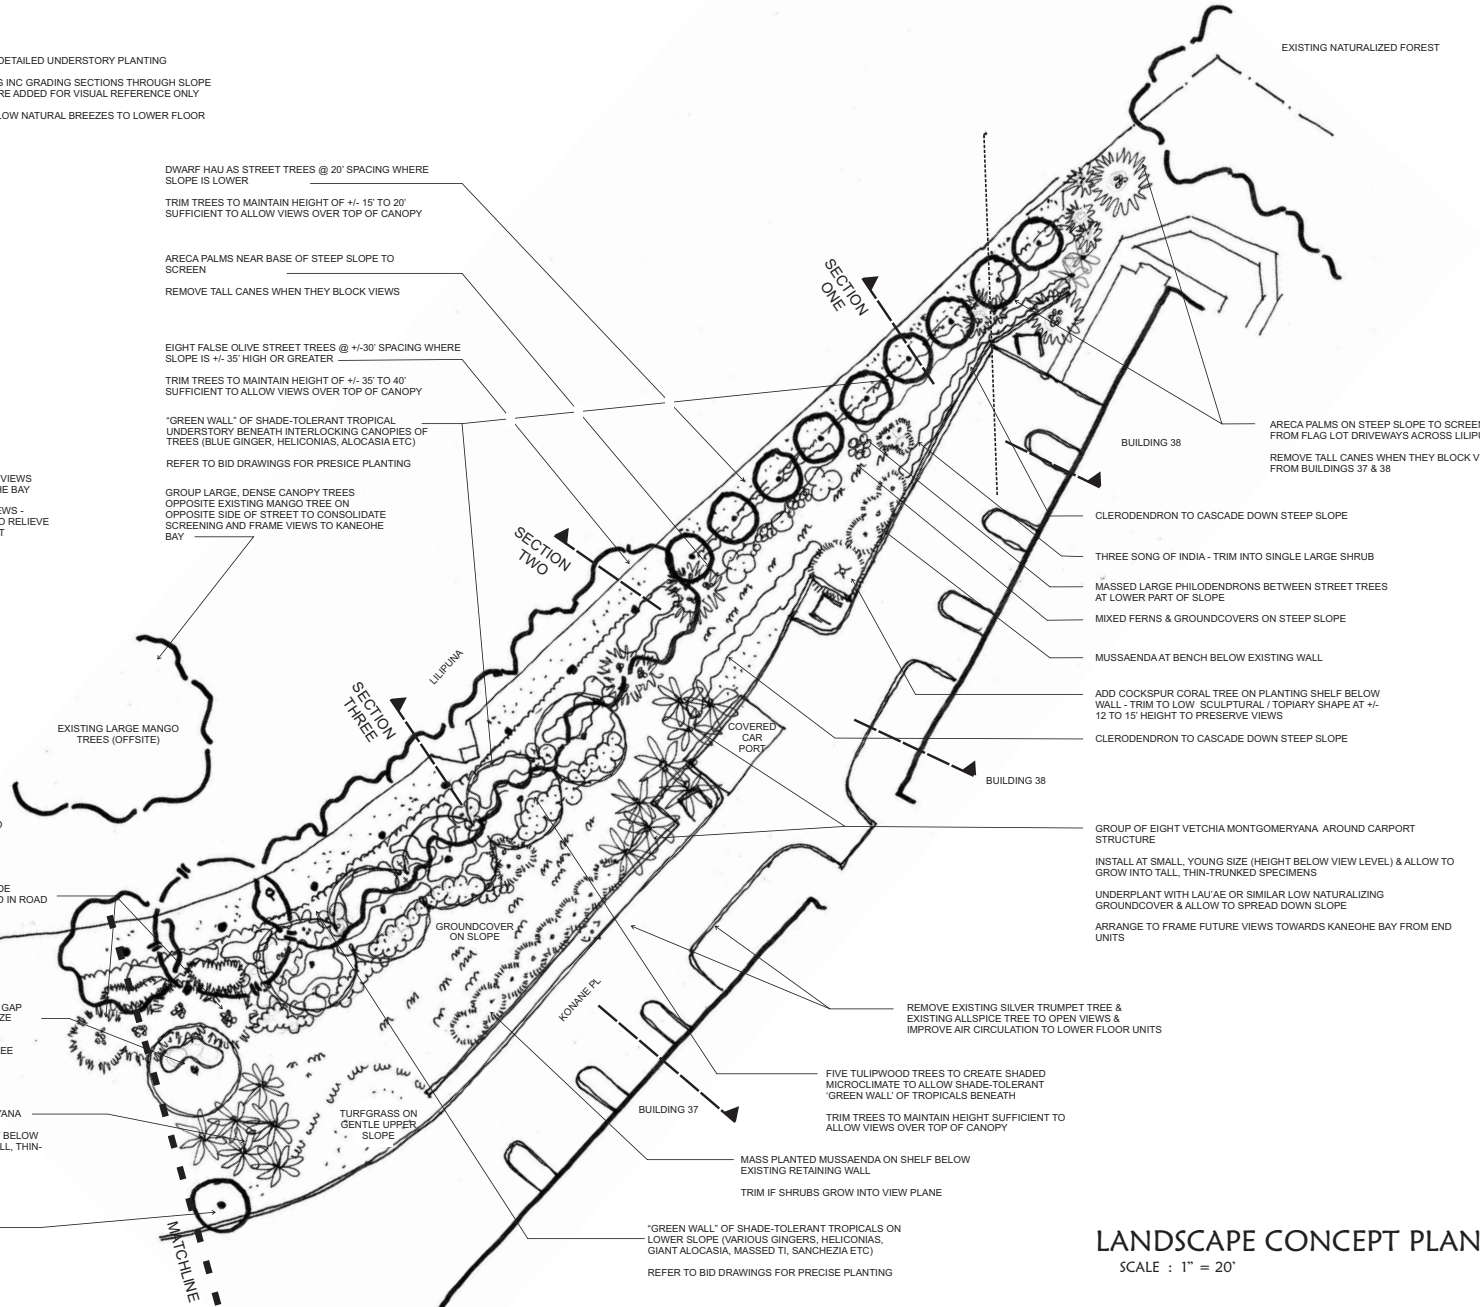 DETAILED UNDERSTORY PLANTING
INC GRADING SECTIONS THROUGH SLOPE
RE ADDED FOR VISUAL REFERENCE ONLY
LOW NATURAL BREEZES TO LOWER FLOOR
EXISTING NATURALIZED FOREST
DWARF HAU AS STREET TREES @ 20' SPACING WHERE
SLOPE IS LOWER
TRIM TREES TO MAINTAIN HEIGHT OF +/- 15' TO 20'
SUFFICIENT TO ALLOW VIEWS OVER TOP OF CANOPY
ARECA PALMS NEAR BASE OF STEEP SLOPE TO
SCREEN
REMOVE TALL CANES WHEN THEY BLOCK VIEWS
EIGHT FALSE OLIVE STREET TREES @ +/-30' SPACING WHERE
SLOPE IS +/- 35' HIGH OR GREATER
TRIM TREES TO MAINTAIN HEIGHT OF +/- 35' TO 40'
SUFFICIENT TO ALLOW VIEWS OVER TOP OF CANOPY
"GREEN WALL" OF SHADE-TOLERANT TROPICAL
UNDERSTORY BENEATH INTERLOCKING CANOPIES OF
TREES (BLUE GINGER, HELICONIAS, ALOCASIA ETC)
REFER TO BID DRAWINGS FOR PRESICE PLANTING
GROUP LARGE, DENSE CANOPY TREES
OPPOSITE EXISTING MANGO TREE ON
OPPOSITE SIDE OF STREET TO CONSOLIDATE
SCREENING AND FRAME VIEWS TO KANEOHE
BAY
VIEWS
HE BAY
EWS -
O RELIEVE
T
SECTION
ONE
SECTION
TWO
SECTION
THREE
LILIPUNA
EXISTING LARGE MANGO
TREES (OFFSITE)
COVERED
CAR
PORT
BUILDING 38
ARECA PALMS ON STEEP SLOPE TO SCREEN
FROM FLAG LOT DRIVEWAYS ACROSS LILIPU
REMOVE TALL CANES WHEN THEY BLOCK V
FROM BUILDINGS 37 & 38
CLERODENDRON TO CASCADE DOWN STEEP SLOPE
THREE SONG OF INDIA - TRIM INTO SINGLE LARGE SHRUB
MASSED LARGE PHILODENDRONS BETWEEN STREET TREES
AT LOWER PART OF SLOPE
MIXED FERNS & GROUNDCOVERS ON STEEP SLOPE
MUSSAENDA AT BENCH BELOW EXISTING WALL
ADD COCKSPUR CORAL TREE ON PLANTING SHELF BELOW
WALL - TRIM TO LOW SCULPTURAL / TOPIARY SHAPE AT +/-
12 TO 15' HEIGHT TO PRESERVE VIEWS
CLERODENDRON TO CASCADE DOWN STEEP SLOPE
BUILDING 38
GROUP OF EIGHT VETCHIA MONTGOMERYANA AROUND CARPORT
STRUCTURE
INSTALL AT SMALL, YOUNG SIZE (HEIGHT BELOW VIEW LEVEL) & ALLOW TO
GROW INTO TALL, THIN-TRUNKED SPECIMENS
UNDERPLANT WITH LAU'AE OR SIMILAR LOW NATURALIZING
GROUNDCOVER & ALLOW TO SPREAD DOWN SLOPE
ARRANGE TO FRAME FUTURE VIEWS TOWARDS KANEOHE BAY FROM END
UNITS
DE
D IN ROAD
GROUNDCOVER
ON SLOPE
KONANE PL
GAP
ZE
EE
YANA
BELOW
LL, THIN-
REMOVE EXISTING SILVER TRUMPET TREE &
EXISTING ALLSPICE TREE TO OPEN VIEWS &
IMPROVE AIR CIRCULATION TO LOWER FLOOR UNITS
FIVE TULIPWOOD TREES TO CREATE SHADED
MICROCLIMATE TO ALLOW SHADE-TOLERANT
'GREEN WALL' OF TROPICALS BENEATH
TRIM TREES TO MAINTAIN HEIGHT SUFFICIENT TO
ALLOW VIEWS OVER TOP OF CANOPY
BUILDING 37
TURFGRASS ON
GENTLE UPPER
SLOPE
MASS PLANTED MUSSAENDA ON SHELF BELOW
EXISTING RETAINING WALL
TRIM IF SHRUBS GROW INTO VIEW PLANE
"GREEN WALL" OF SHADE-TOLERANT TROPICALS ON
LOWER SLOPE (VARIOUS GINGERS, HELICONIAS,
GIANT ALOCASIA, MASSED TI, SANCHEZIA ETC)
REFER TO BID DRAWINGS FOR PRECISE PLANTING
MATCHLINE
LANDSCAPE CONCEPT PLAN
SCALE : 1" = 20'